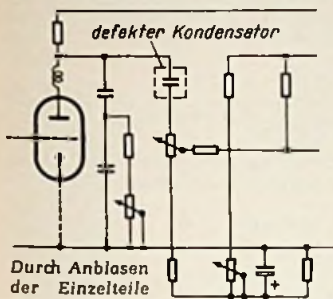 defekter Kondensator
+
Durch Anblasen
der Einzelteile